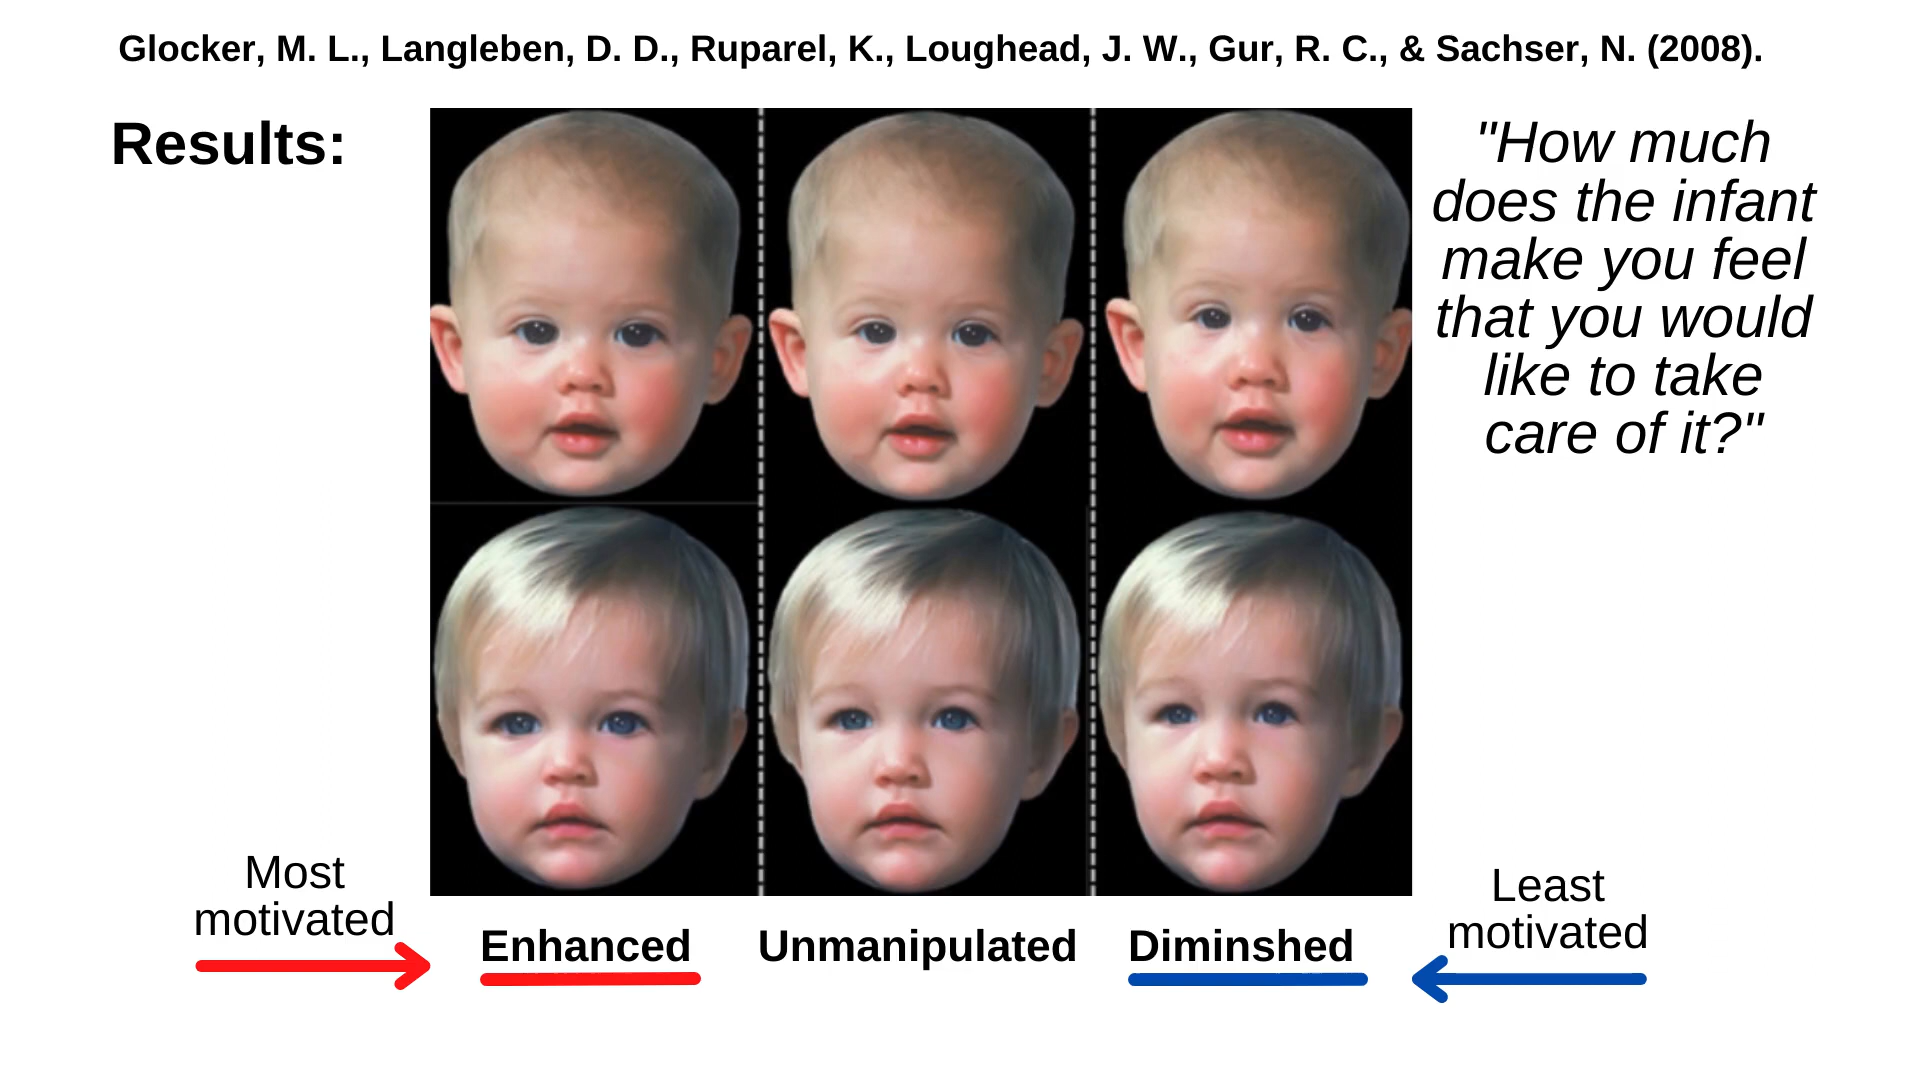 Glocker, M. L., Langleben, D. D., Ruparel, K., Loughead, J. W., Gur, R. C., & Sachser, N. (2008).
Results:
"How much
does the infant
make you feel
that you would
like to take
care of it?"
Most
motivated
Enhanced
Unmanipulated
Diminshed
Least
motivated